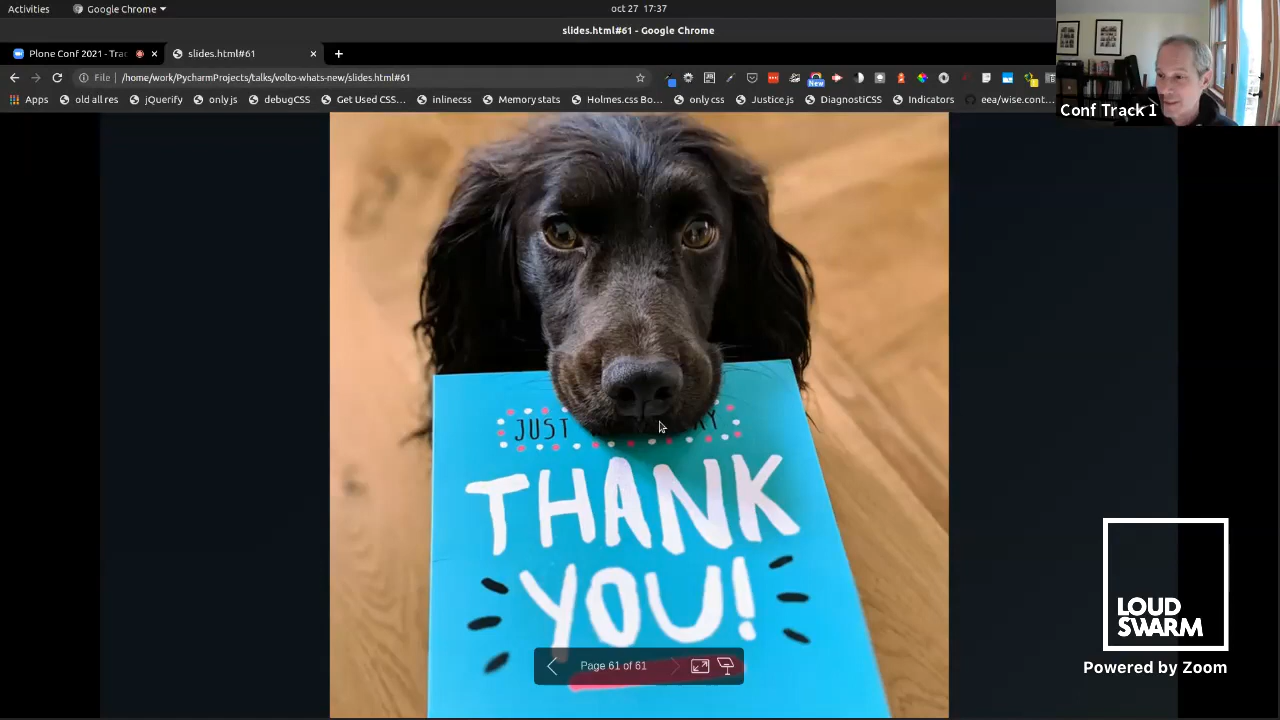 Activities
Google Chrome
oct 27 17:37
slides.html#61 - Google Chrome
Plone Conf 2021 - Tra
slides.html#61
File
/home/work/PycharmProjects/talks/volto-whats-new/slides.html#61
New
Apps
old all res
jQuerify
only js
debugCSS
Get Used CSS...
inlinecss
Memory stats
Holmes.css Bo...
only css
Justice.js
DiagnostiCSS
Indicators
eea/wise.cont...
Conf Track 1
JUST
THANK
YOU!
Page 61 of 61
LOUD
SWARM
Powered by Zoom